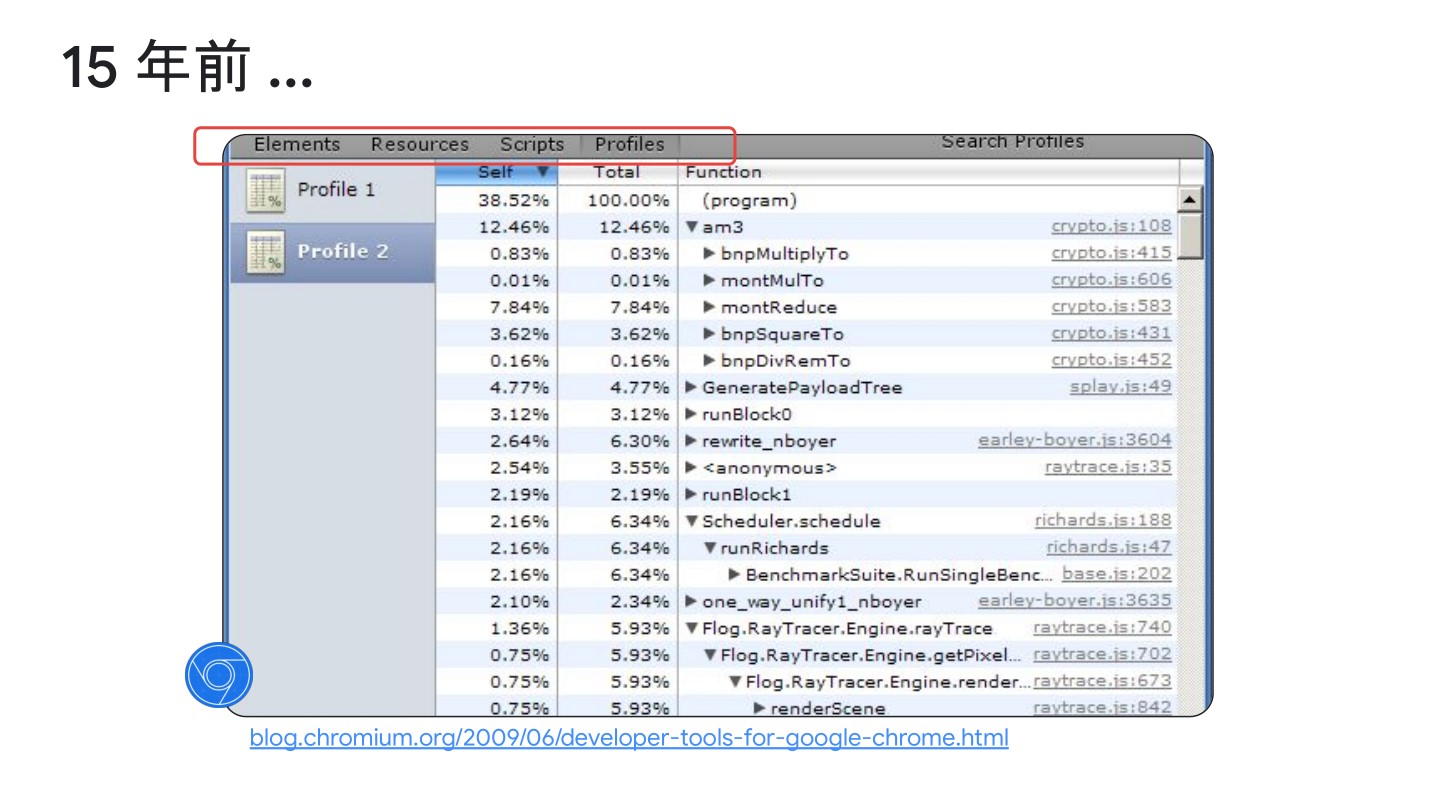 15 年前 ...
Elements Resources Scripts Profiles Search Profiles
Profile 1
Profile 2
Self Total Function
38.52% 100.00% (program)
12.46% 12.46% am3 crypto.js:108
0.83% 0.83% bnpMultiplyTo crypto.js:415
0.01% 0.01% montMulTo crypto.js:606
7.84% 7.84% montReduce crypto.js:583
3.62% 3.62% bnpSquareTo crypto.js:431
0.16% 0.16% bnpDivRemTo crypto.js:452
4.77% 4.77% GeneratePayloadTree splay.js:49
3.12% 3.12% runBlock0
2.64% 6.30% rewrite_nboyer earley-boyer.js:3604
2.54% 3.55% <anonymous> raytrace.js:35
2.19% 2.19% runBlock1
2.16% 6.34% Scheduler.schedule richards.js:188
2.16% 6.34% runRichards richards.js:47
2.16% 6.34% BenchmarkSuite.RunSingleBenc... base.js:202
2.10% 2.34% one_way_unify1_nboyer earley-boyer.js:3635
1.36% 5.93% Flog.RayTracer.Engine.rayTrace raytrace.js:740
0.75% 5.93% Flog.RayTracer.Engine.getPixel... raytrace.js:702
0.75% 5.93% Flog.RayTracer.Engine.render... raytrace.js:673
0.75% 5.93% renderScene raytrace.js:842
blog.chromium.org/2009/06/developer-tools-for-google-chrome.html